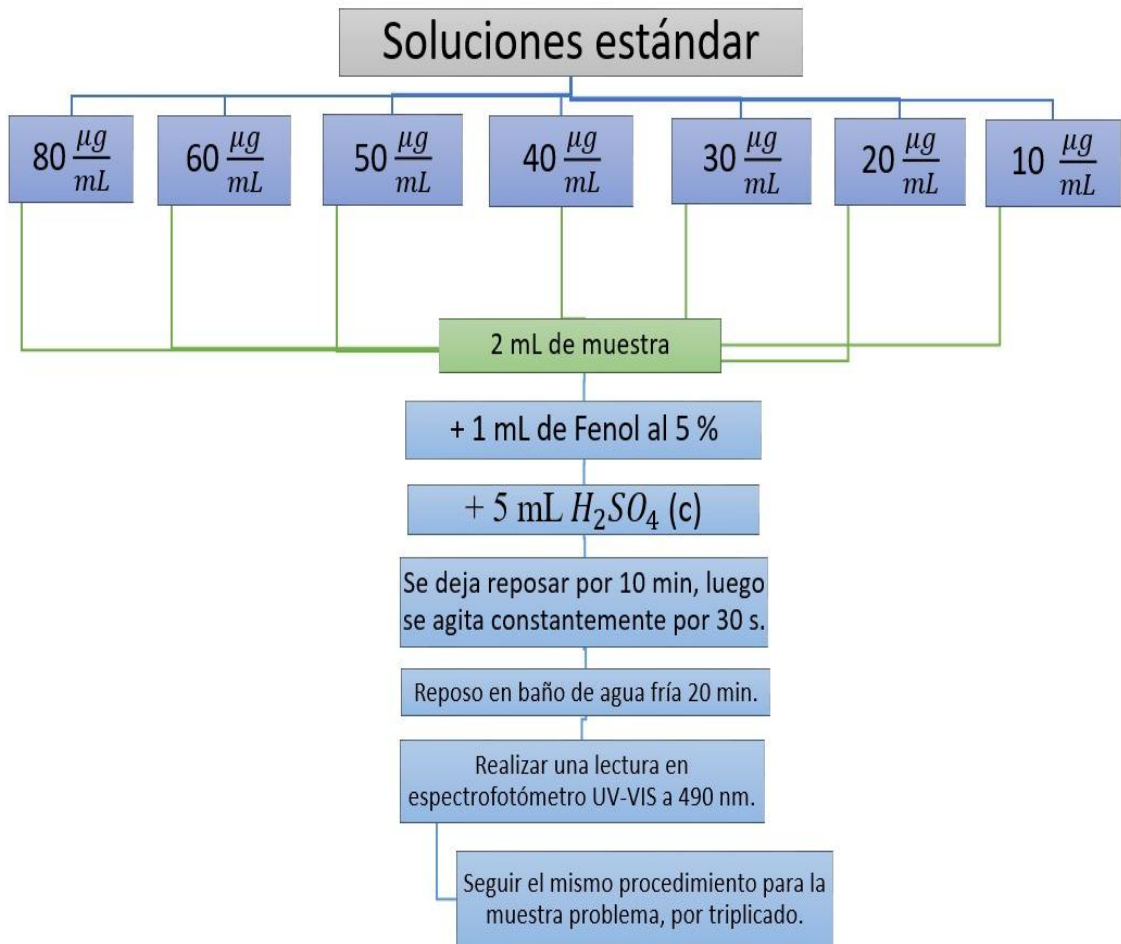 Soluciones estándar
80 μg/mL
60 μg/mL
50 μg/mL
40 μg/mL
30 μg/mL
20 μg/mL
10 μg/mL
2 mL de muestra
+ 1 mL de Fenol al 5 %
+ 5 mL H₂SO₄ (c)
Se deja reposar por 10 min, luego
se agita constantemente por 30 s.
Reposo en baño de agua fría 20 min.
Realizar una lectura en
espectrofotómetro UV-VIS a 490 nm.
Seguir el mismo procedimiento para la
muestra problema, por triplicado.